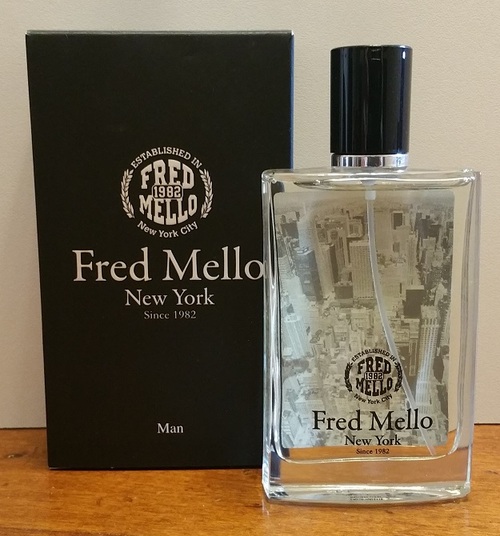 ESTABLISHED IN
FRED
1982
MELLO
New York City
Fred Mello
New York
Since 1982
Man
ESTABLISHED IN
FRED
1982
MELLO
New York City
Fred Mello
New York
Since 1982